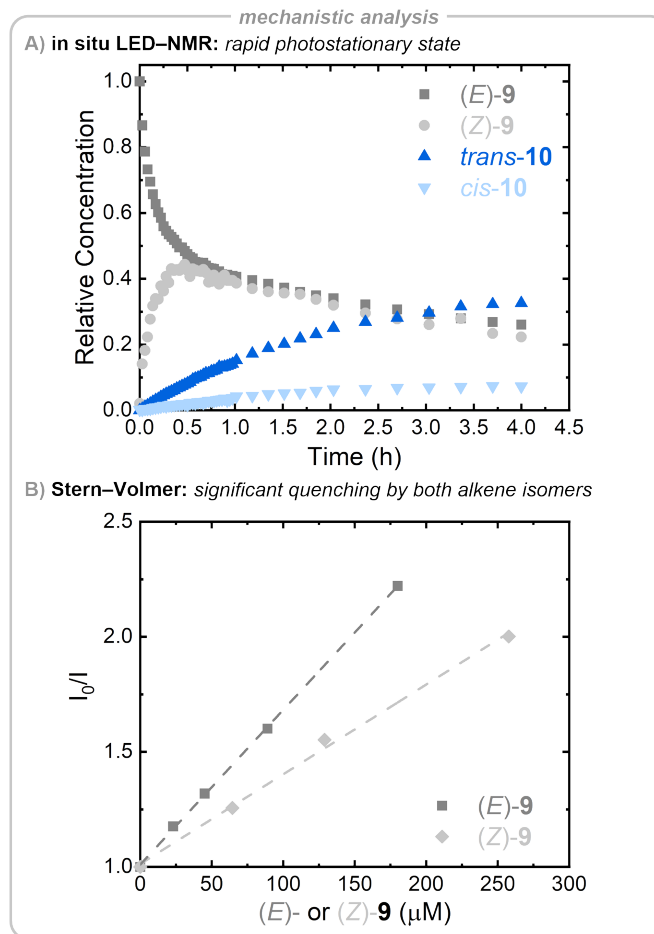 mechanistic analysis
A) in situ LED–NMR: rapid photostationary state
1.0
0.8
0.6
0.4
0.2
0.0
Relative Concentration
(E)-9
(Z)-9
trans-10
cis-10
0.0 0.5 1.0 1.5 2.0 2.5 3.0 3.5 4.0 4.5
Time (h)
B) Stern–Volmer: significant quenching by both alkene isomers
2.5
2.0
1.5
1.0
I₀/I
(E)-9
(Z)-9
0 50 100 150 200 250 300
(E)- or (Z)-9 (μM)